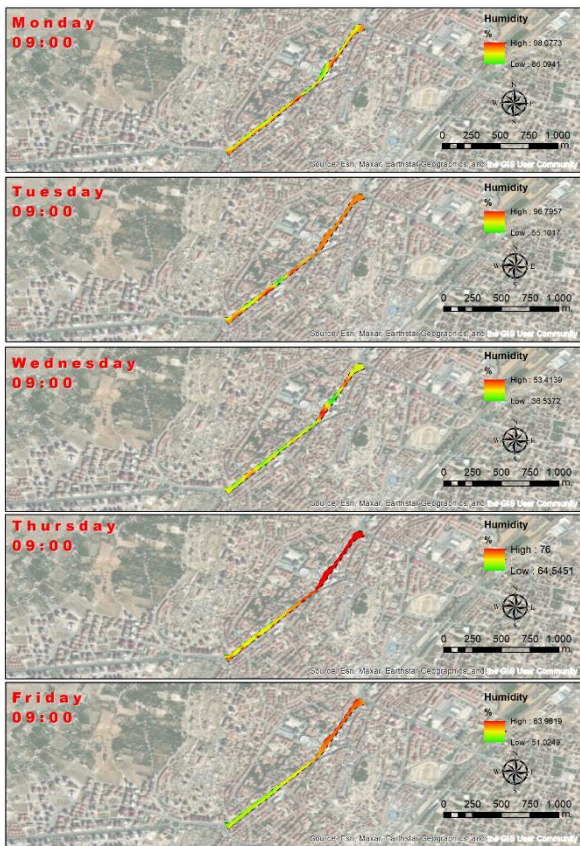 Monday
09:00
Humidity
%
High : 98.0773
Low : 86.0941
N
W E
S
0 250 500 750 1.000
m.
Source: Esri, Maxar, Earthstar Geographics, and the GIS User Community
Tuesday
09:00
Humidity
%
High : 96.7957
Low : 55.1017
N
W E
S
0 250 500 750 1.000
m.
Source: Esri, Maxar, Earthstar Geographics, and the GIS User Community
Wednesday
09:00
Humidity
%
High : 53.4139
Low : 36.5372
W E
0 250 500 750 1.000
m.
Source: Esri, Maxar, Earthstar Geographics, and the GIS User Community
Thursday
09:00
Humidity
%
High : 76
Low : 64.5451
W E
0 250 500 750 1.000
m.
Source: Esri, Maxar, Earthstar Geographics, and the GIS User Community
Friday
09:00
Humidity
%
High : 63.9619
Low : 51.0249
N
W E
S
0 250 500 750 1.000
m.
Source: Esri, Maxar, Earthstar Geographics, and the GIS User Community